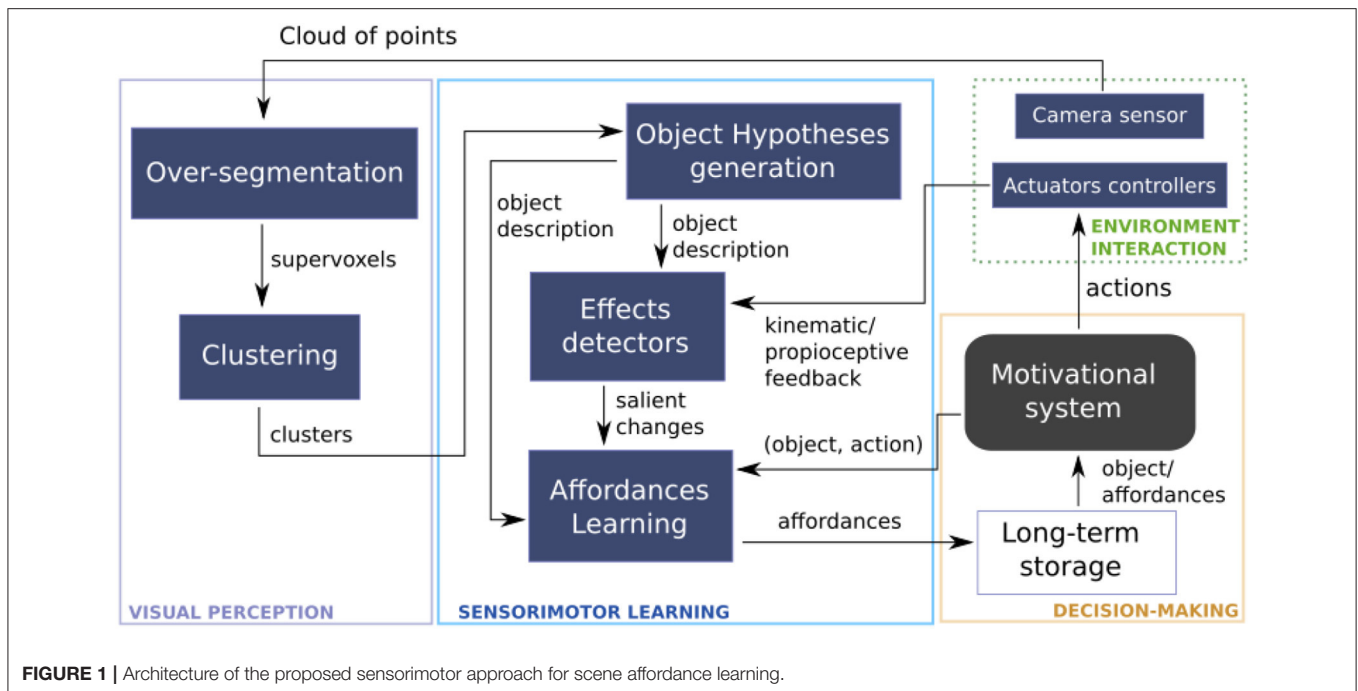 Cloud of points
Over-segmentation
supervoxels
Clustering
clusters
VISUAL PERCEPTION
Object Hypotheses
generation
object
description
object
description
Effects
detectors
kinematic/
propioceptive
feedback
salient
changes
(object, action)
Affordances
Learning
affordances
SENSORIMOTOR LEARNING
Camera sensor
Actuators controllers
ENVIRONMENT
INTERACTION
actions
Motivational
system
object/
affordances
Long-term
storage
DECISION-MAKING
FIGURE 1 | Architecture of the proposed sensorimotor approach for scene affordance learning.